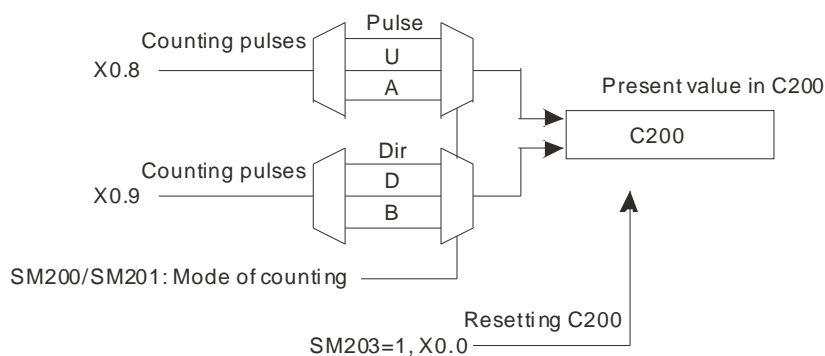 Pulse
Counting pulses
U
X0.8
A
Present value in C200
C200
Dir
Counting pulses
D
X0.9
B
SM200/SM201: Mode of counting
Resetting C200
SM203=1, X0.0